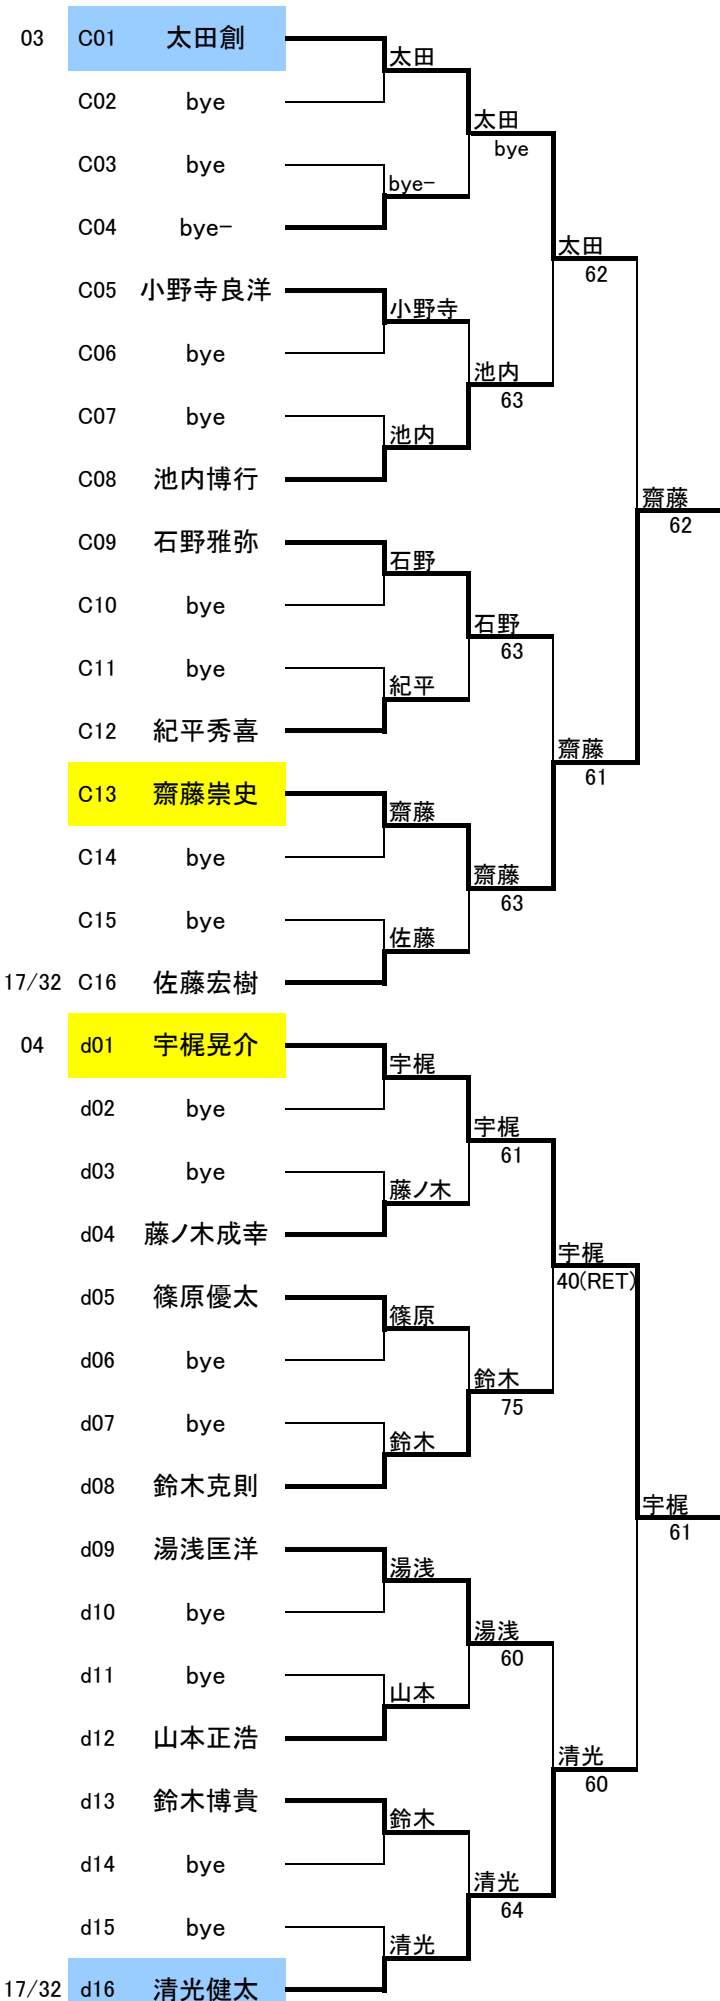 03 C01 太田創
太田
C02 bye
太田
bye
C03 bye
bye-
C04 bye-
太田
62
C05 小野寺良洋
小野寺
C06 bye
池内
63
C07 bye
池内
C08 池内博行
齋藤
62
C09 石野雅弥
石野
C10 bye
石野
63
C11 bye
紀平
C12 紀平秀喜
齋藤
61
C13 齋藤崇史
齋藤
C14 bye
齋藤
63
C15 bye
佐藤
17/32 C16 佐藤宏樹
04 d01 宇梶晃介
宇梶
d02 bye
宇梶
61
d03 bye
藤ノ木
d04 藤ノ木成幸
宇梶
40(RET)
d05 篠原優太
篠原
d06 bye
鈴木
75
d07 bye
鈴木
d08 鈴木克則
宇梶
61
d09 湯浅匡洋
湯浅
d10 bye
湯浅
60
d11 bye
山本
d12 山本正浩
清光
60
d13 鈴木博貴
鈴木
d14 bye
清光
64
d15 bye
清光
17/32 d16 清光健太